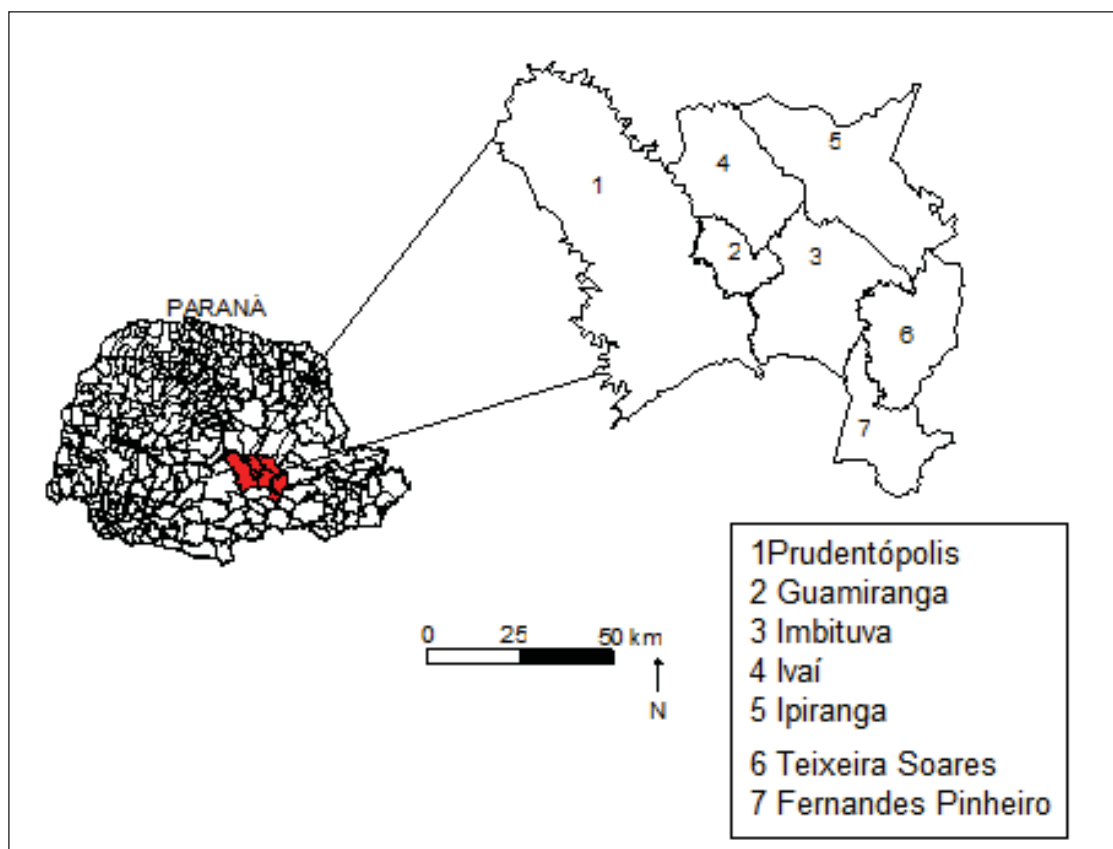 1
4
5
2
3
6
7
PARANÁ
0 25 50 km
N
1Prudentópolis
2 Guamiranga
3 Imbituva
4 Ivaí
5 Ipiranga
6 Teixeira Soares
7 Fernandes Pinheiro